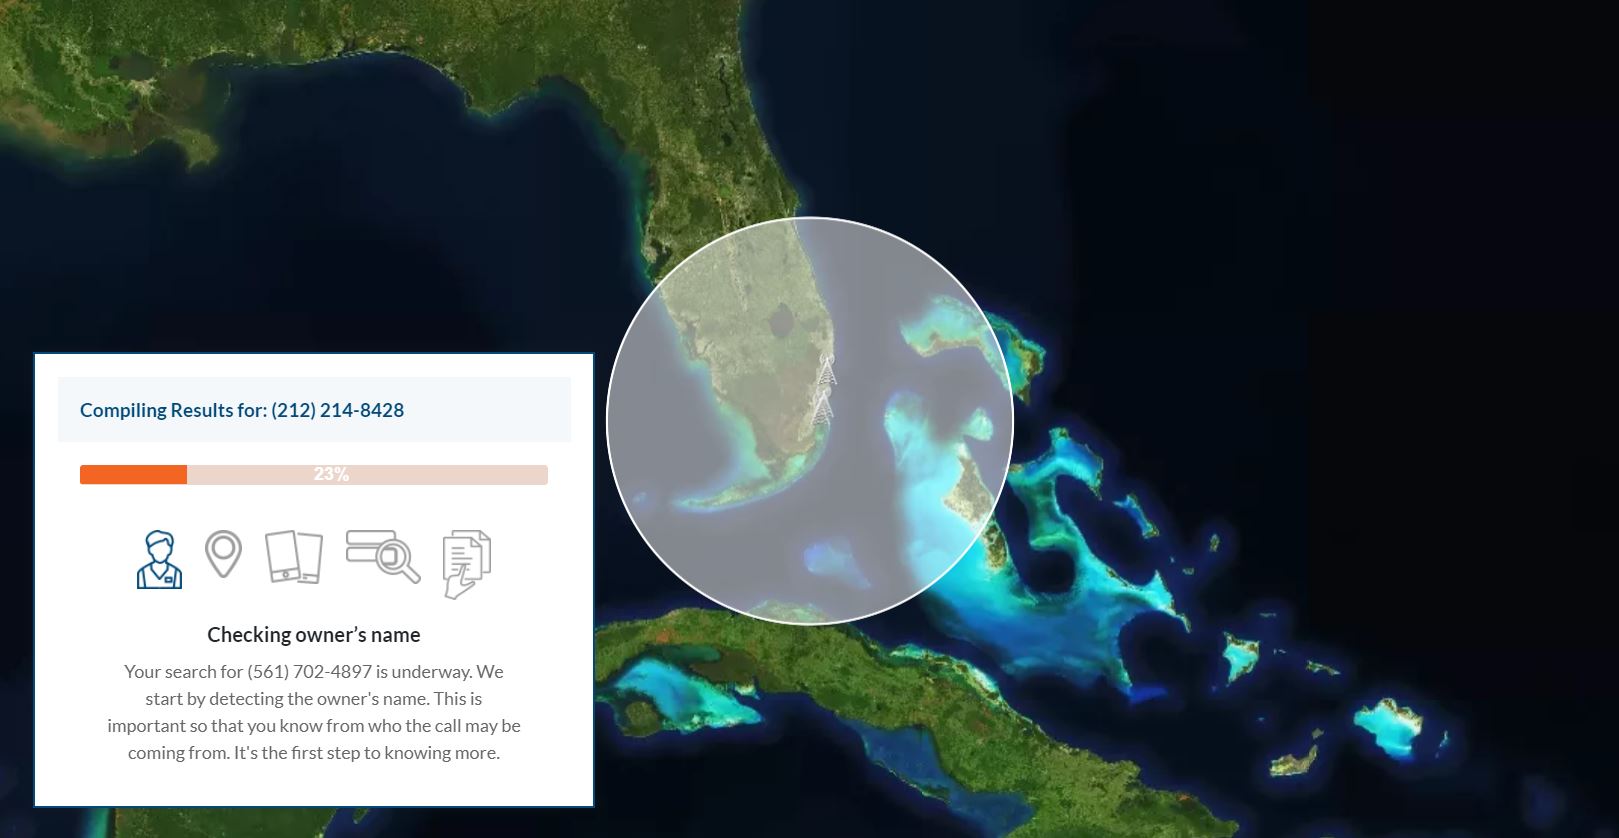 Compiling Results for: (212) 214-8428
23%
Checking owner’s name
Your search for (561) 702-4897 is underway. We
start by detecting the owner's name. This is
important so that you know from who the call may be
coming from. It's the first step to knowing more.